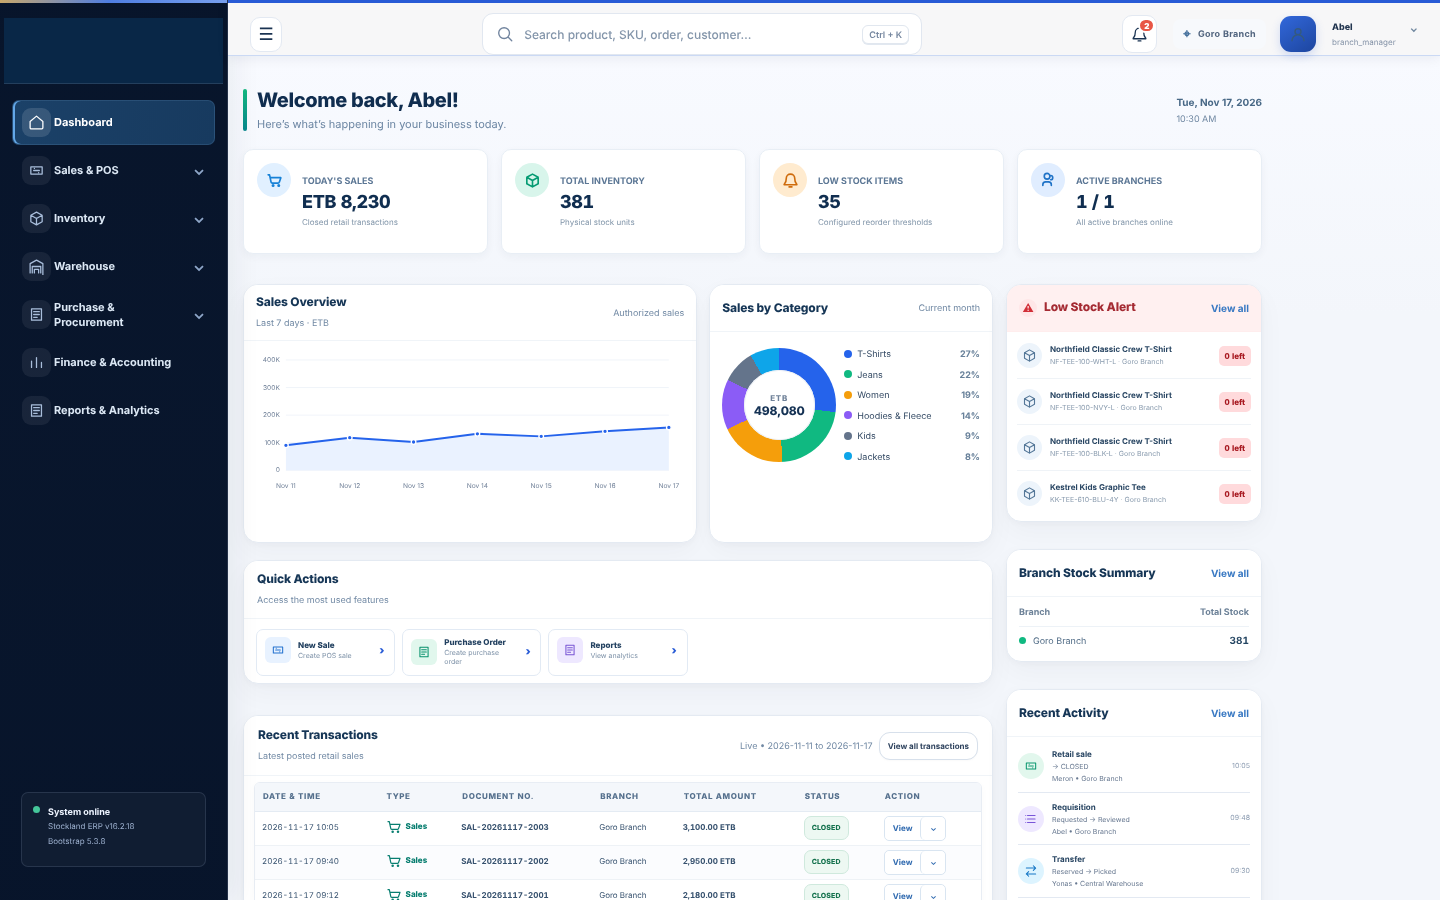 Dashboard
Sales & POS
Inventory
Warehouse
Purchase &
Procurement
Finance & Accounting
Reports & Analytics
System online
Stockland ERP v16.2.18
Bootstrap 5.3.8
Search product, SKU, order, customer...
Ctrl + K
2
Goro Branch
Abel
branch_manager
Welcome back, Abel!
Here's what's happening in your business today.
Tue, Nov 17, 2026
10:30 AM
TODAY'S SALES
ETB 8,230
Closed retail transactions
TOTAL INVENTORY
381
Physical stock units
LOW STOCK ITEMS
35
Configured reorder thresholds
ACTIVE BRANCHES
1 / 1
All active branches online
Sales Overview
Last 7 days · ETB
Authorized sales
400K
300K
200K
100K
0
Nov 11 Nov 12 Nov 13 Nov 14 Nov 15 Nov 16 Nov 17
Sales by Category
Current month
ETB
498,080
T-Shirts 27%
Jeans 22%
Women 19%
Hoodies & Fleece 14%
Kids 9%
Jackets 8%
Low Stock Alert
View all
Northfield Classic Crew T-Shirt
NF-TEE-100-WHT-L · Goro Branch
0 left
Northfield Classic Crew T-Shirt
NF-TEE-100-NVY-L · Goro Branch
0 left
Northfield Classic Crew T-Shirt
NF-TEE-100-BLK-L · Goro Branch
0 left
Kestrel Kids Graphic Tee
KK-TEE-610-BLU-4Y · Goro Branch
0 left
Quick Actions
Access the most used features
New Sale
Create POS sale
Purchase Order
Create purchase
order
Reports
View analytics
Branch Stock Summary
View all
Branch Total Stock
Goro Branch 381
Recent Transactions
Latest posted retail sales
Live • 2026-11-11 to 2026-11-17
View all transactions
DATE & TIME TYPE DOCUMENT NO. BRANCH TOTAL AMOUNT STATUS ACTION
2026-11-17 10:05 Sales SAL-20261117-2003 Goro Branch 3,100.00 ETB CLOSED View
2026-11-17 09:40 Sales SAL-20261117-2002 Goro Branch 2,950.00 ETB CLOSED View
2026-11-17 09:12 Sales SAL-20261117-2001 Goro Branch 2,180.00 ETB CLOSED View
Recent Activity
View all
Retail sale
→ CLOSED
Meron • Goro Branch
10:05
Requisition
Requested → Reviewed
Abel • Goro Branch
09:48
Transfer
Reserved → Picked
Yonas • Central Warehouse
09:30